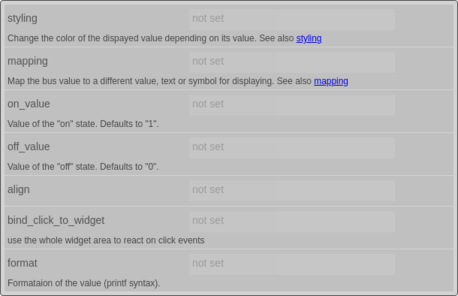 styling not set
Change the color of the dispayed value depending on its value. See also styling
mapping not set
Map the bus value to a different value, text or symbol for displaying. See also mapping
on_value not set
Value of the "on" state. Defaults to "1".
off_value not set
Value of the "off" state. Defaults to "0".
align not set
bind_click_to_widget not set
use the whole widget area to react on click events
format not set
Formataion of the value (printf syntax).